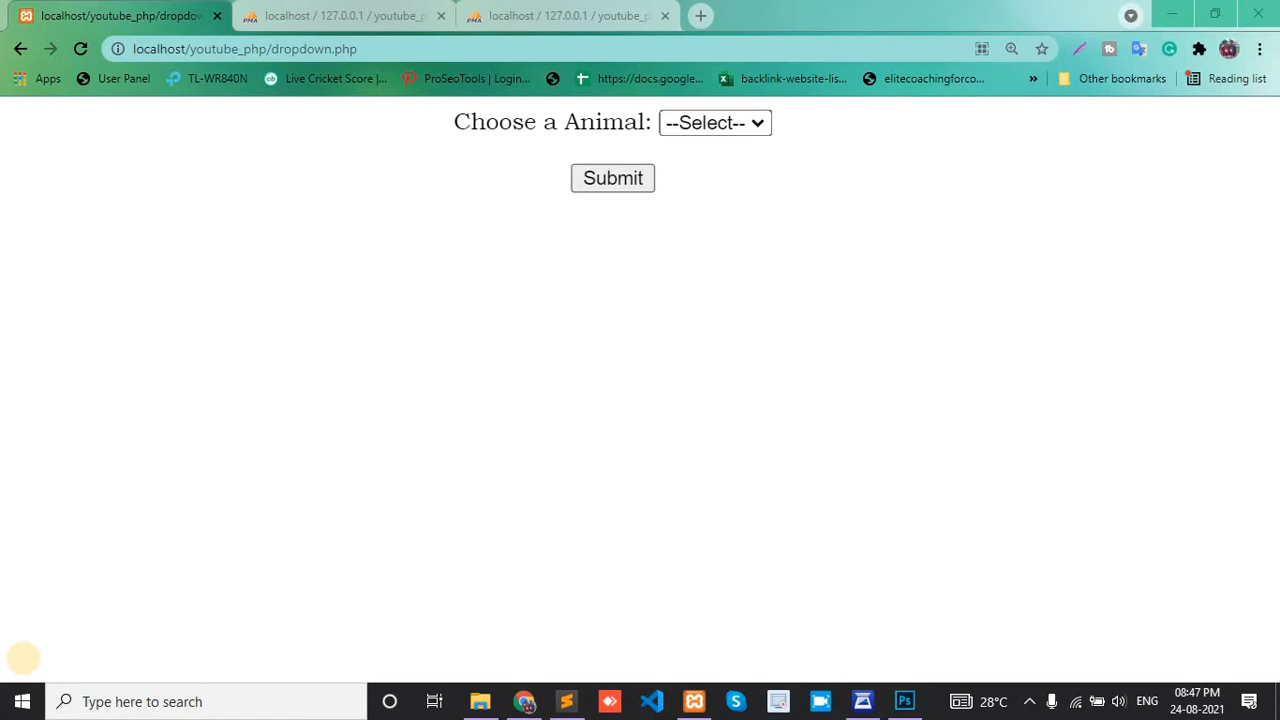 localhost/youtube_php/dropdow
localhost / 127.0.0.1 / youtube_p
localhost / 127.0.0.1 / youtube_p
localhost/youtube_php/dropdown.php
Apps
User Panel
TL-WR840N
Live Cricket Score |...
ProSeoTools | Login...
https://docs.google...
backlink-website-lis...
elitecoachingforco...
»
Other bookmarks
Reading list
Choose a Animal: --Select--
Submit
Type here to search
28°C
ENG
08:47 PM
24-08-2021